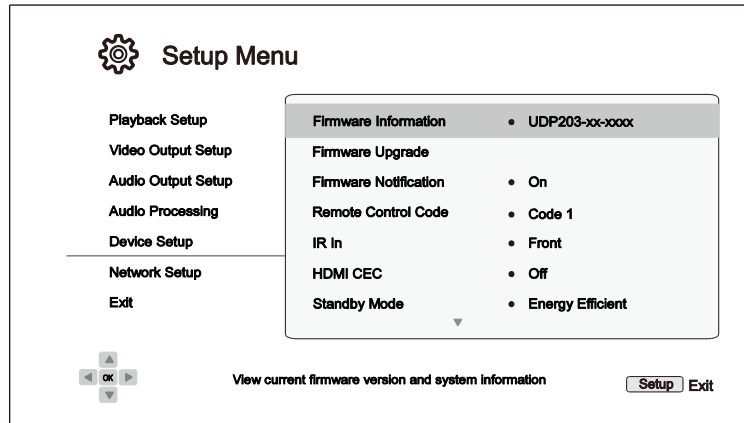 Setup Menu
Playback Setup
Video Output Setup
Audio Output Setup
Audio Processing
Device Setup
Network Setup
Exit
Firmware Information • UDP203-xx-xxxx
Firmware Upgrade
Firmware Notification • On
Remote Control Code • Code 1
IR In • Front
HDMI CEC • Off
Standby Mode • Energy Efficient
OK
View current firmware version and system information
Setup Exit